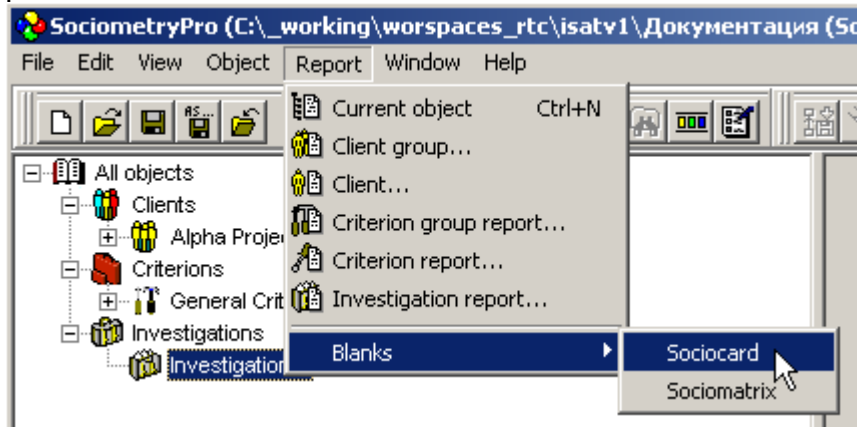 SociometryPro (C:\_working\worspaces_rtc\isatv1\Документация (So
File Edit View Object Report Window Help
AS...
Current object Ctrl+N
Client group...
Client...
Criterion group report...
Criterion report...
Investigation report...
Blanks
Sociocard
Sociomatrix
All objects
Clients
Alpha Proje
Criterions
General Crit
Investigations
Investigation